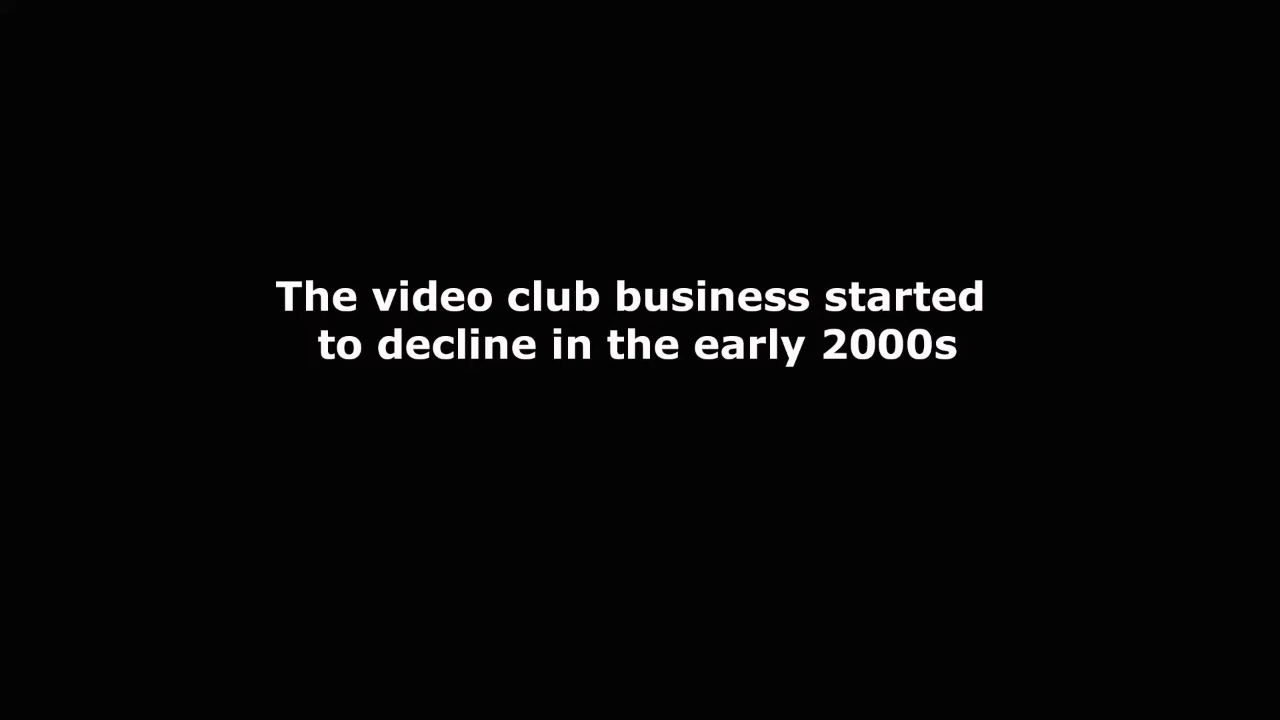 The video club business started
to decline in the early 2000s